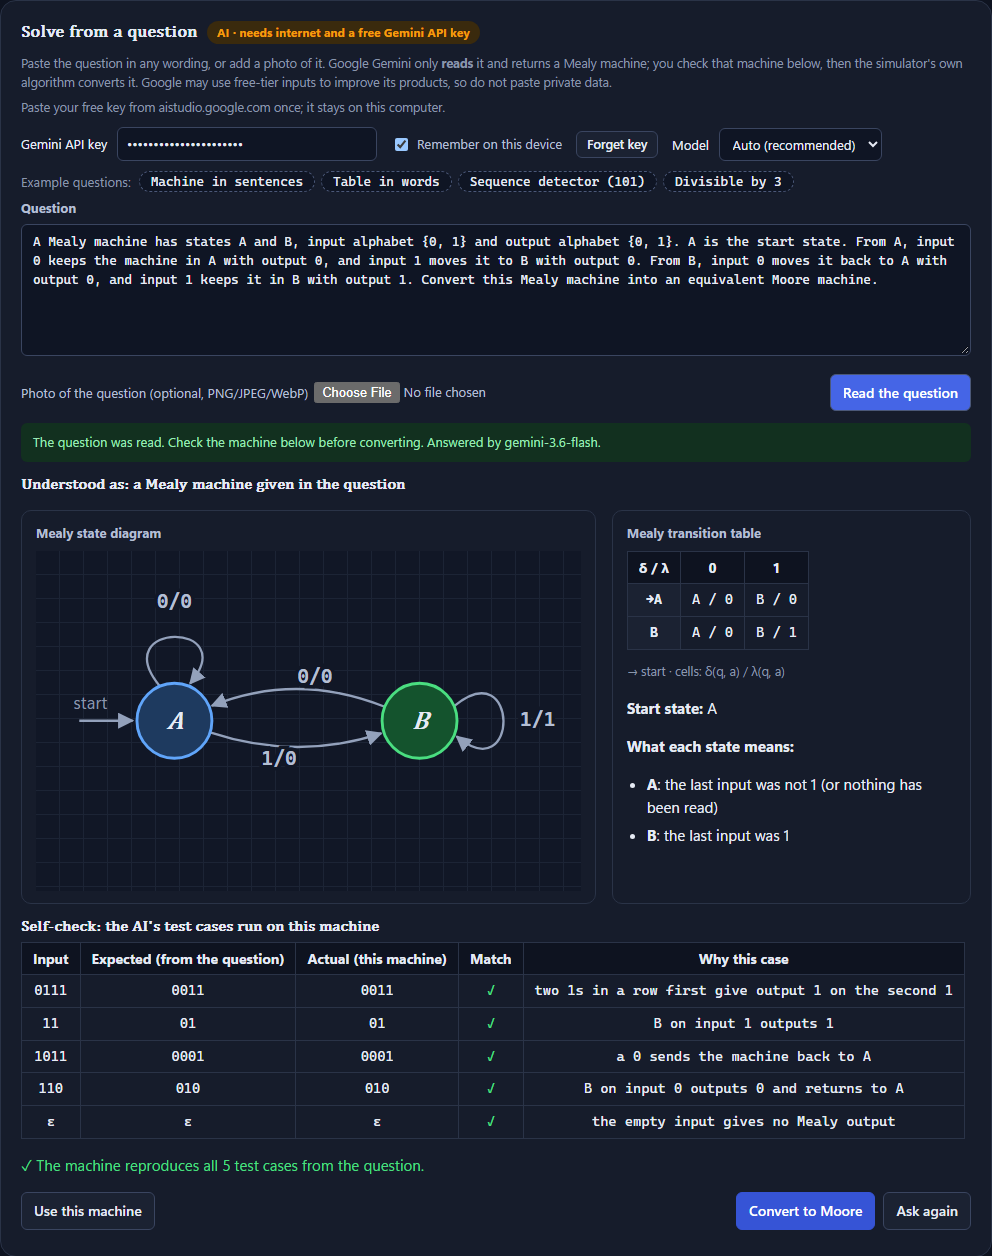 Solve from a question AI · needs internet and a free Gemini API key
Paste the question in any wording, or add a photo of it. Google Gemini only reads it and returns a Mealy machine; you check that machine below, then the simulator's own
algorithm converts it. Google may use free-tier inputs to improve its products, so do not paste private data.
Paste your free key from aistudio.google.com once; it stays on this computer.
Gemini API key •••••••••••••••••••••• Remember on this device Forget key Model Auto (recommended)
Example questions: Machine in sentences Table in words Sequence detector (101) Divisible by 3
Question
A Mealy machine has states A and B, input alphabet {0, 1} and output alphabet {0, 1}. A is the start state. From A, input
0 keeps the machine in A with output 0, and input 1 moves it to B with output 0. From B, input 0 moves it back to A with
output 0, and input 1 keeps it in B with output 1. Convert this Mealy machine into an equivalent Moore machine.
Photo of the question (optional, PNG/JPEG/WebP) Choose File No file chosen Read the question
The question was read. Check the machine below before converting. Answered by gemini-3.6-flash.
Understood as: a Mealy machine given in the question
Mealy state diagram
0/0
0/0
start
A
B
1/1
1/0
Mealy transition table
δ / λ 0 1
→A A / 0 B / 0
B A / 0 B / 1
→ start · cells: δ(q, a) / λ(q, a)
Start state: A
What each state means:
• A: the last input was not 1 (or nothing has
been read)
• B: the last input was 1
Self-check: the AI's test cases run on this machine
Input Expected (from the question) Actual (this machine) Match Why this case
0111 0011 0011 ✓ two 1s in a row first give output 1 on the second 1
11 01 01 ✓ B on input 1 outputs 1
1011 0001 0001 ✓ a 0 sends the machine back to A
110 010 010 ✓ B on input 0 outputs 0 and returns to A
ε ε ε ✓ the empty input gives no Mealy output
✓ The machine reproduces all 5 test cases from the question.
Use this machine Convert to Moore Ask again